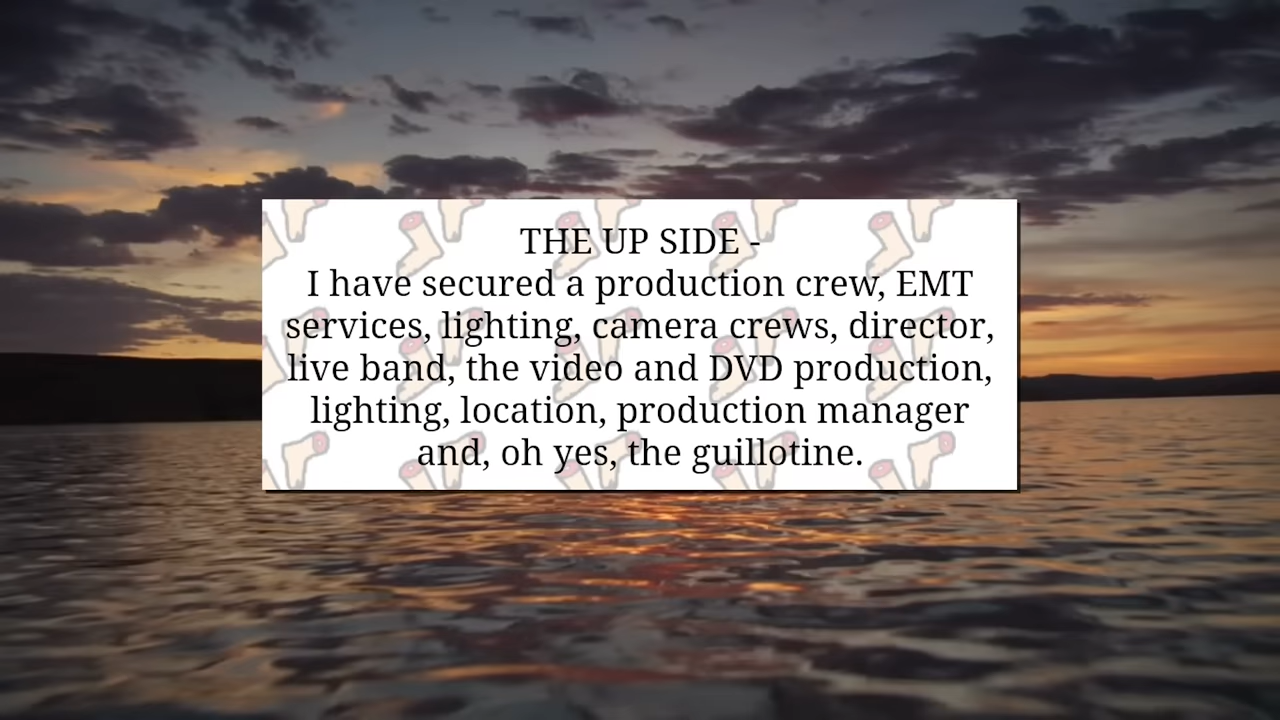 THE UP SIDE -
I have secured a production crew, EMT
services, lighting, camera crews, director,
live band, the video and DVD production,
lighting, location, production manager
and, oh yes, the guillotine.